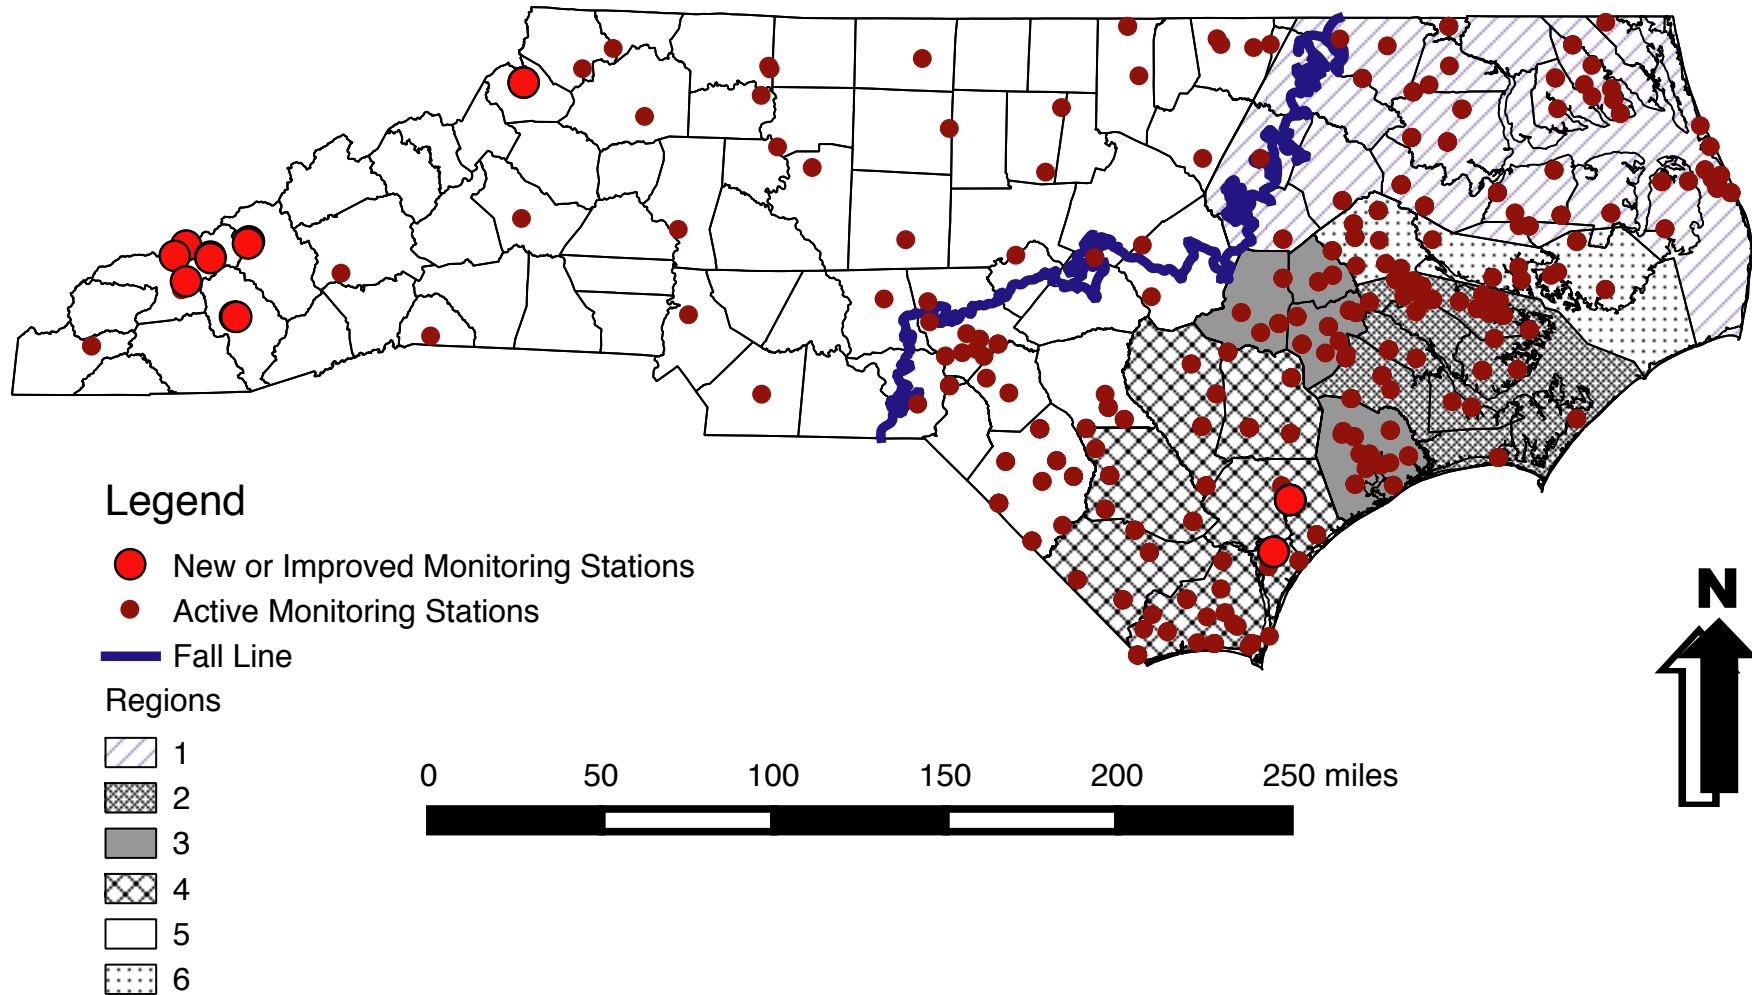 Legend
New or Improved Monitoring Stations
Active Monitoring Stations
Fall Line
Regions
1
2
3
4
5
6
0 50 100 150 200 250 miles
N